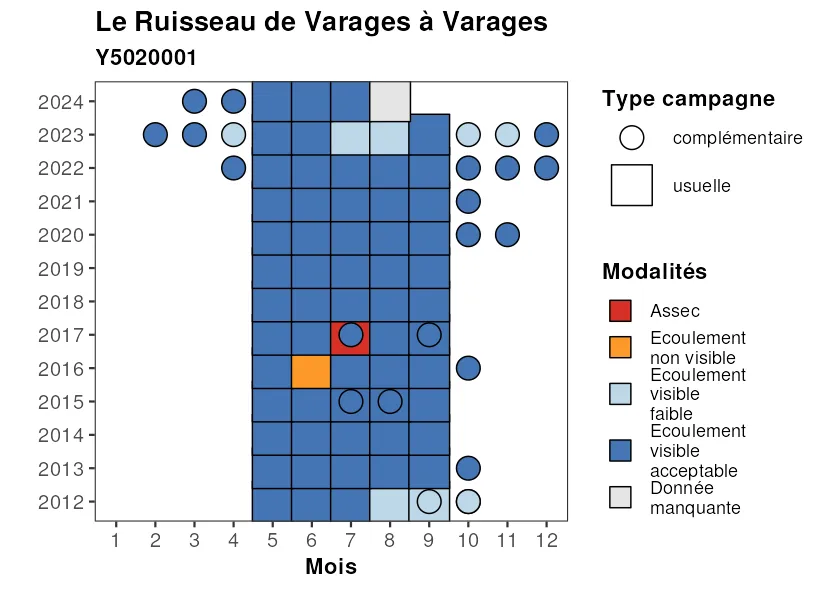 Le Ruisseau de Varages à Varages
Y5020001
2024
2023
2022
2021
2020
2019
2018
2017
2016
2015
2014
2013
2012
1 2 3 4 5 6 7 8 9 10 11 12
Mois
Type campagne
complémentaire
usuelle
Modalités
Assec
Ecoulement
non visible
Ecoulement
visible
faible
Ecoulement
visible
acceptable
Donnée
manquante